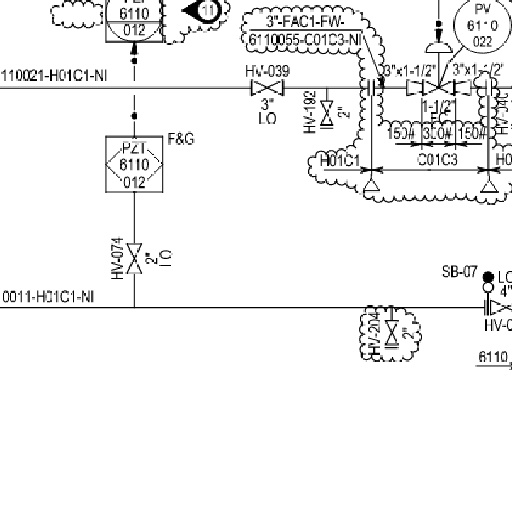 6110
012
11
3"-FAC1-FW-
6110055-C01C3-NI
PV
6110
022
110021-H01C1-NI
HV-039
3"
LO
HV-192
2"
3"x1-1/2"
3"x1-1/2"
1-1/2"
FC
150#
300#
150#
H01C1
C01C3
H0
PZT
6110
012
F&G
HV-074
2"
LO
0011-H01C1-NI
SB-07
LO
4"
HV-0
HV-204
2"
6110